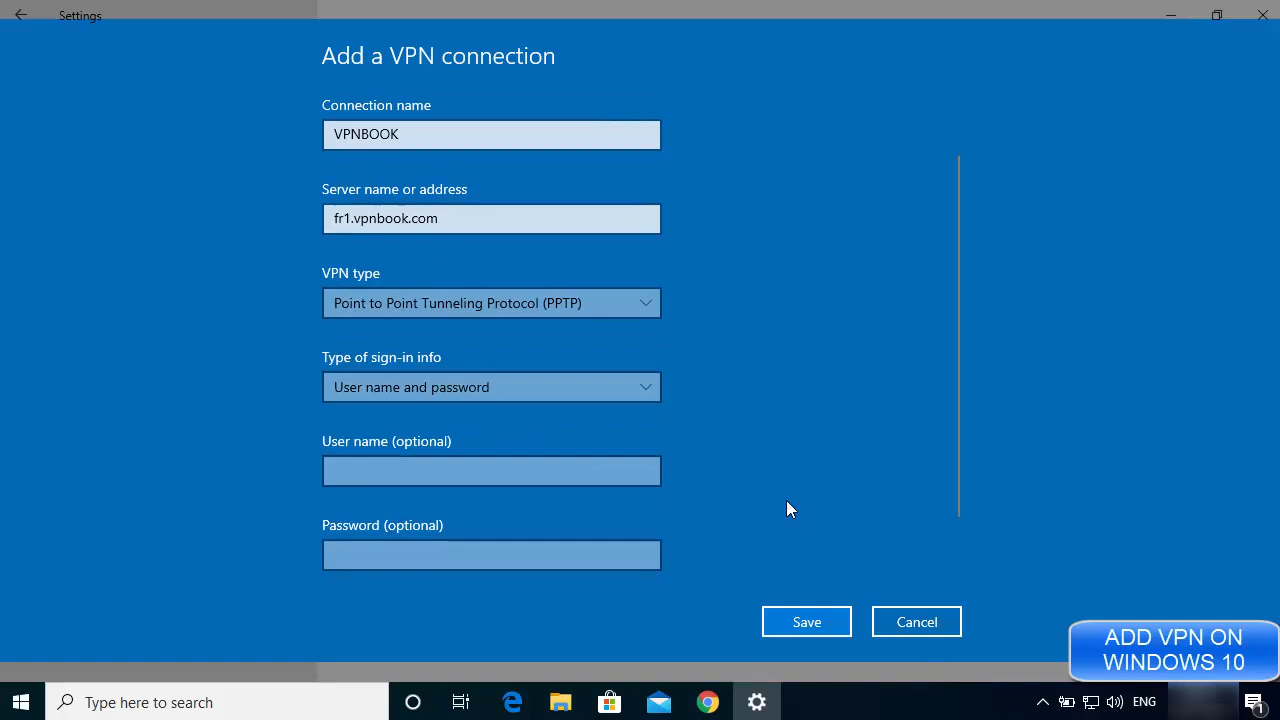 Settings
Add a VPN connection
Connection name
VPNBOOK
Server name or address
fr1.vpnbook.com
VPN type
Point to Point Tunneling Protocol (PPTP)
Type of sign-in info
User name and password
User name (optional)
Password (optional)
Save
Cancel
ADD VPN ON
WINDOWS 10
Type here to search
ENG
1